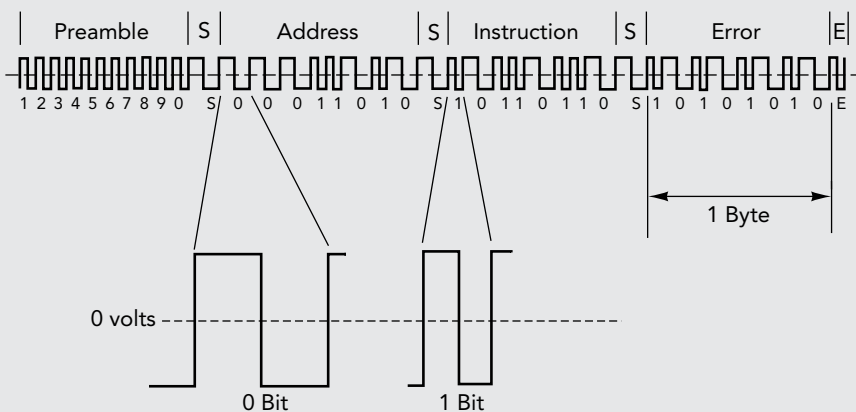 Preamble S Address S Instruction S Error E
1 2 3 4 5 6 7 8 9 0 S 0 0 0 1 1 0 1 0 S 1 0 1 1 0 1 1 0 S 1 0 1 0 1 0 1 0 E
1 Byte
0 volts
0 Bit 1 Bit